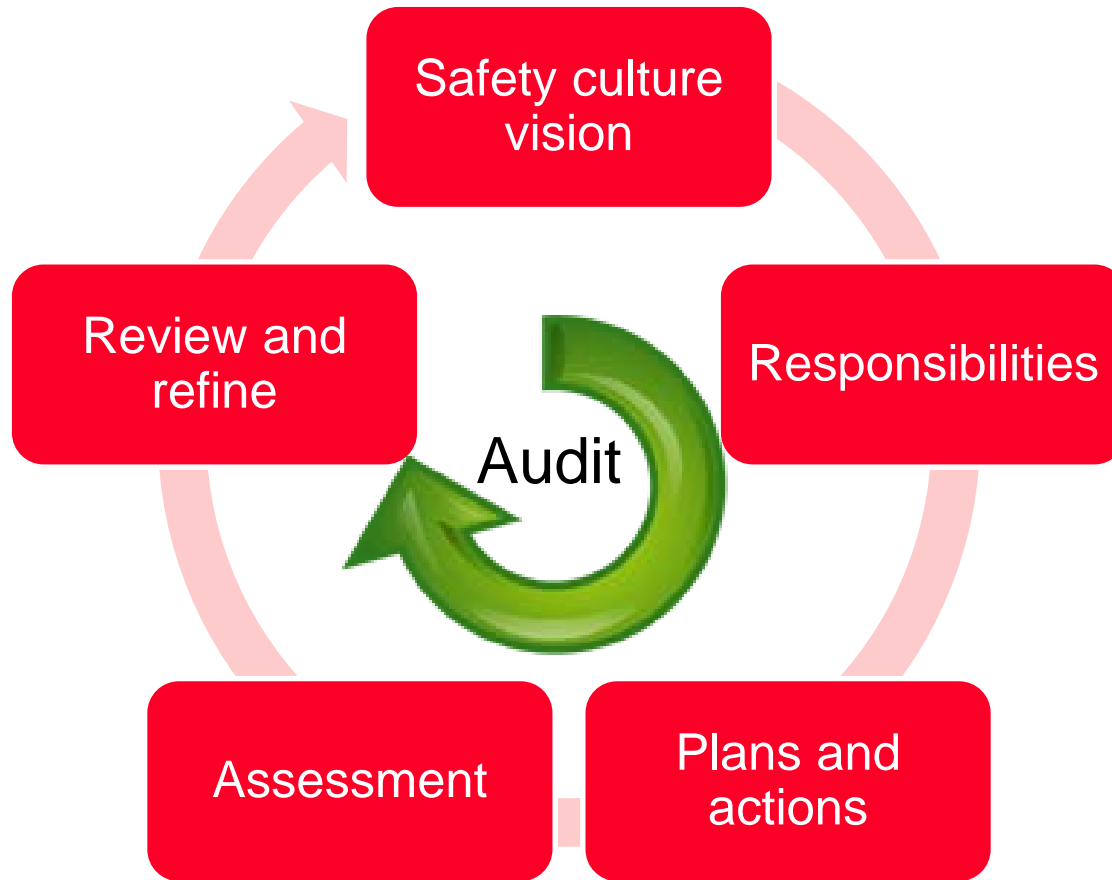 Safety culture
vision
Responsibilities
Plans and
actions
Assessment
Review and
refine
Audit